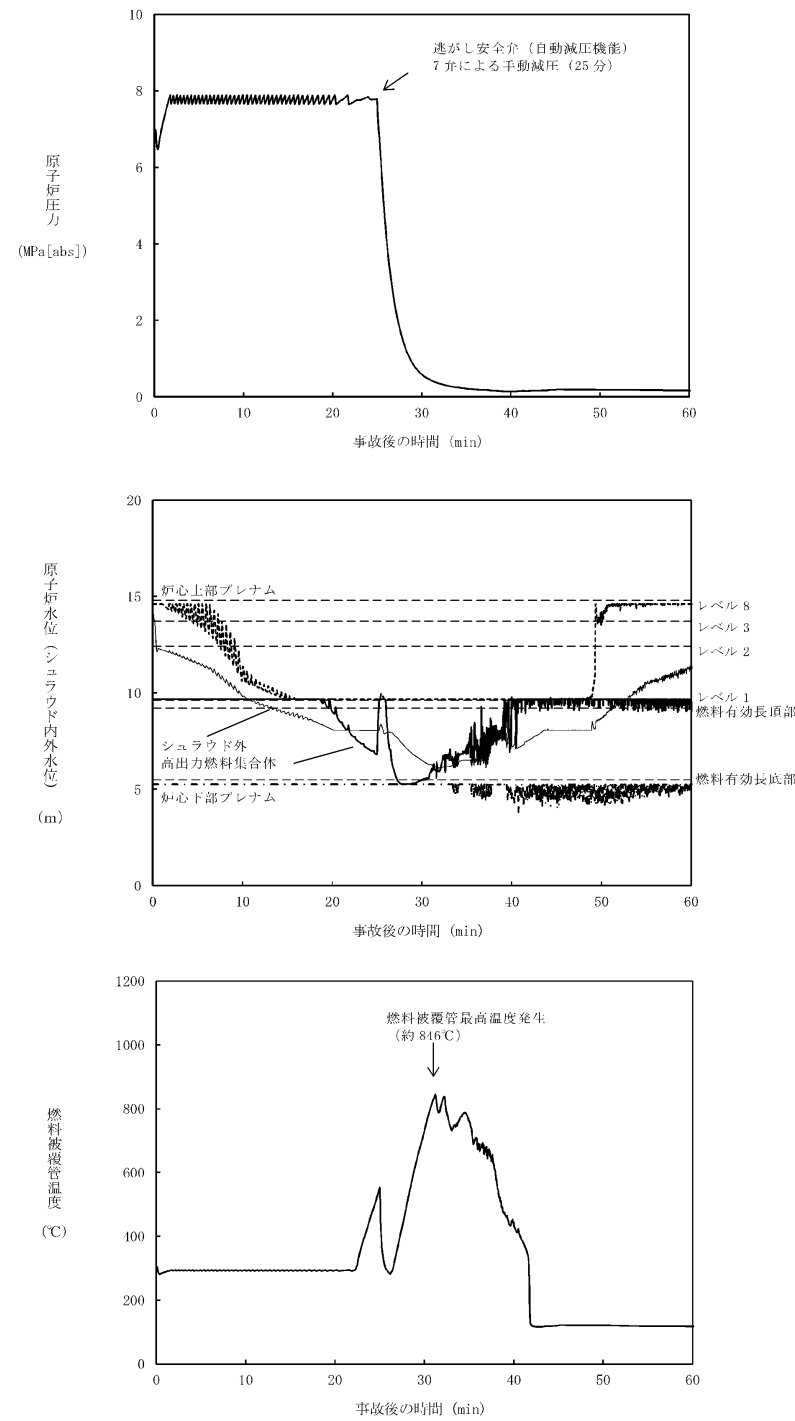 10
逃がし安全弁（自動減圧機能）
7弁による手動減圧（25分）
8
6
4
2
0
原子炉圧力
(MPa[abs])
0 10 20 30 40 50 60
事故後の時間 (min)
20
15
10
5
0
原子炉水位（シュラウド内外水位）
(m)
炉心上部プレナム
レベル8
レベル3
レベル2
レベル1
燃料有効長頂部
シュラウド外
高出力燃料集合体
燃料有効長底部
炉心下部プレナム
0 10 20 30 40 50 60
事故後の時間 (min)
1200
1000
800
600
400
200
0
燃料被覆管最高温度発生
（約846℃）
燃料被覆管温度
(℃)
0 10 20 30 40 50 60
事故後の時間 (min)